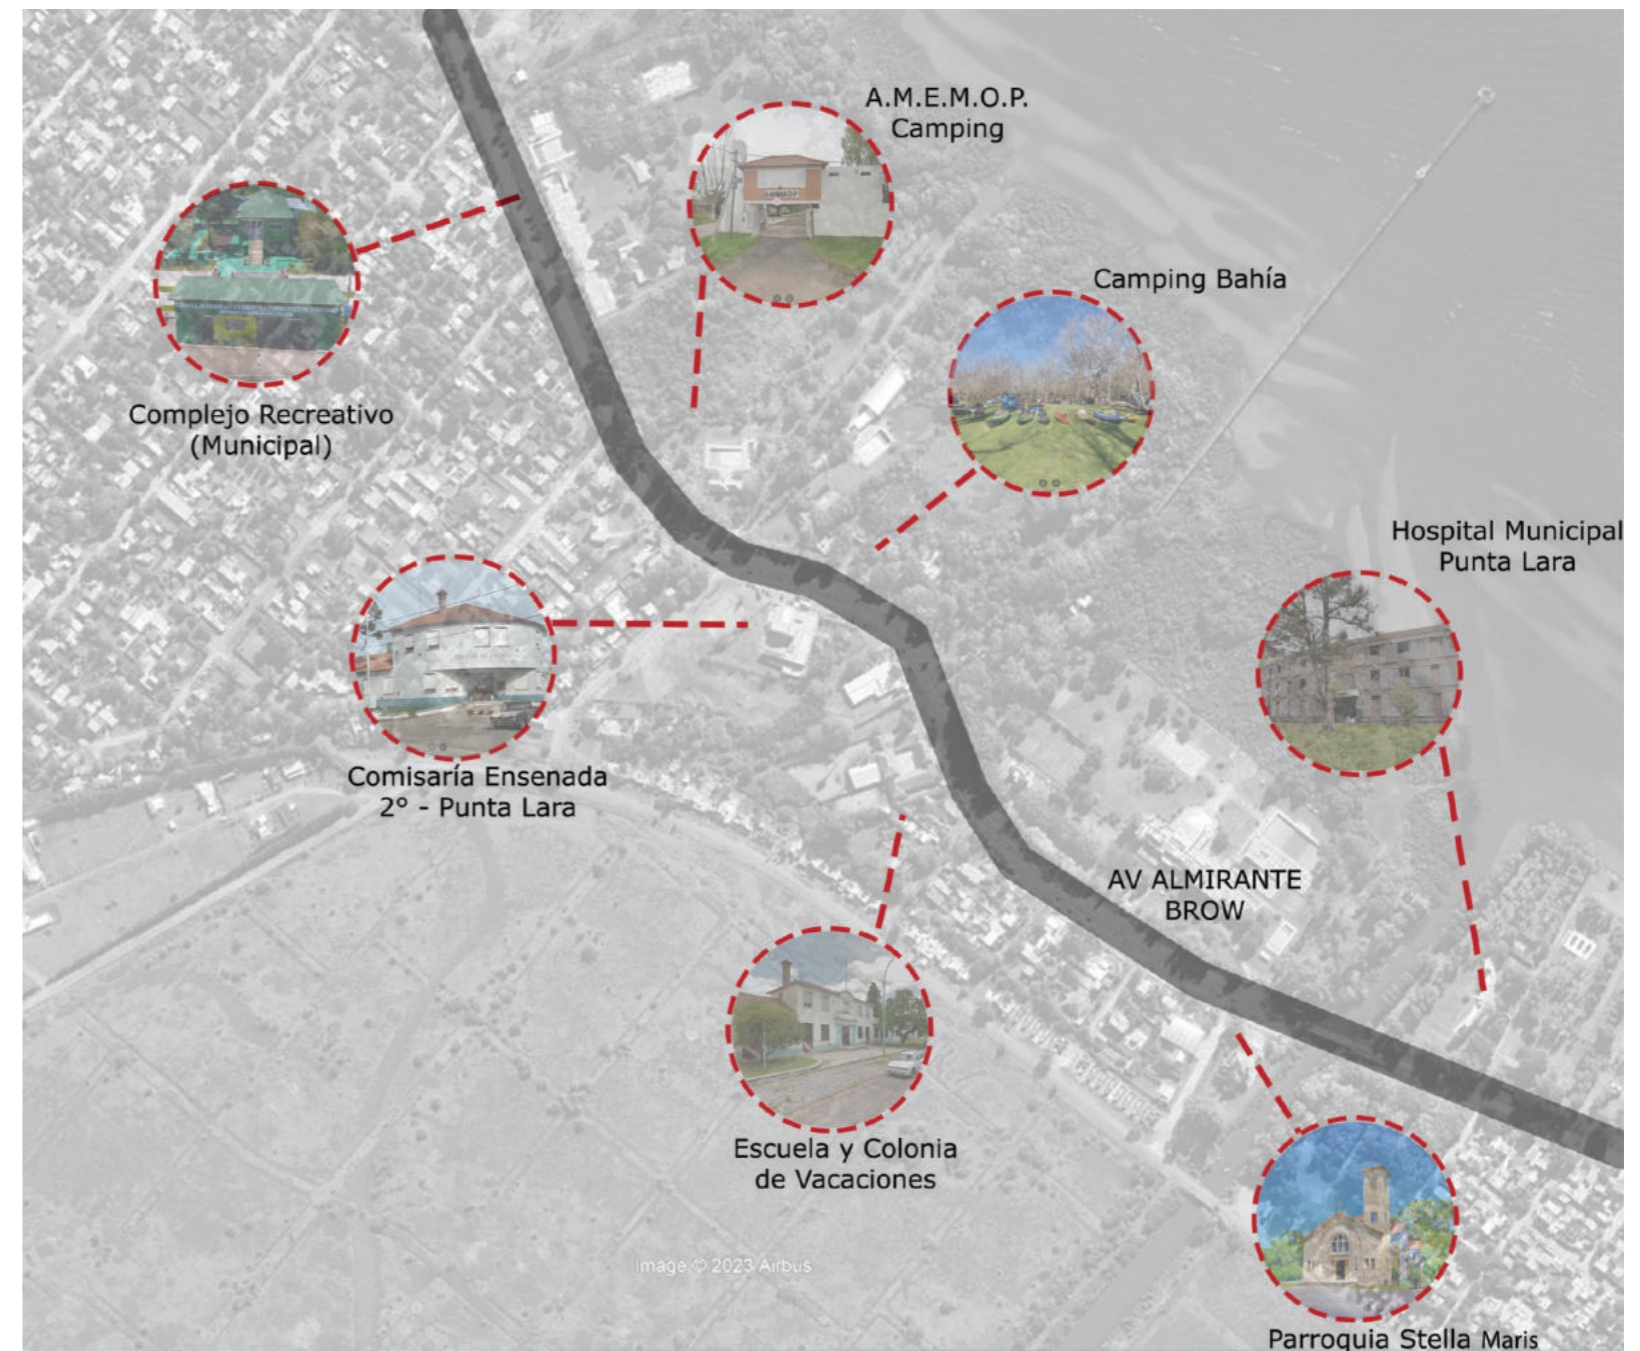 A.M.E.M.O.P.
Camping
Camping Bahía
Complejo Recreativo
(Municipal)
Hospital Municipal
Punta Lara
Comisaría Ensenada
2° - Punta Lara
AV ALMIRANTE
BROW
Escuela y Colonia
de Vacaciones
Image © 2023 Airbus
Parroquia Stella Maris